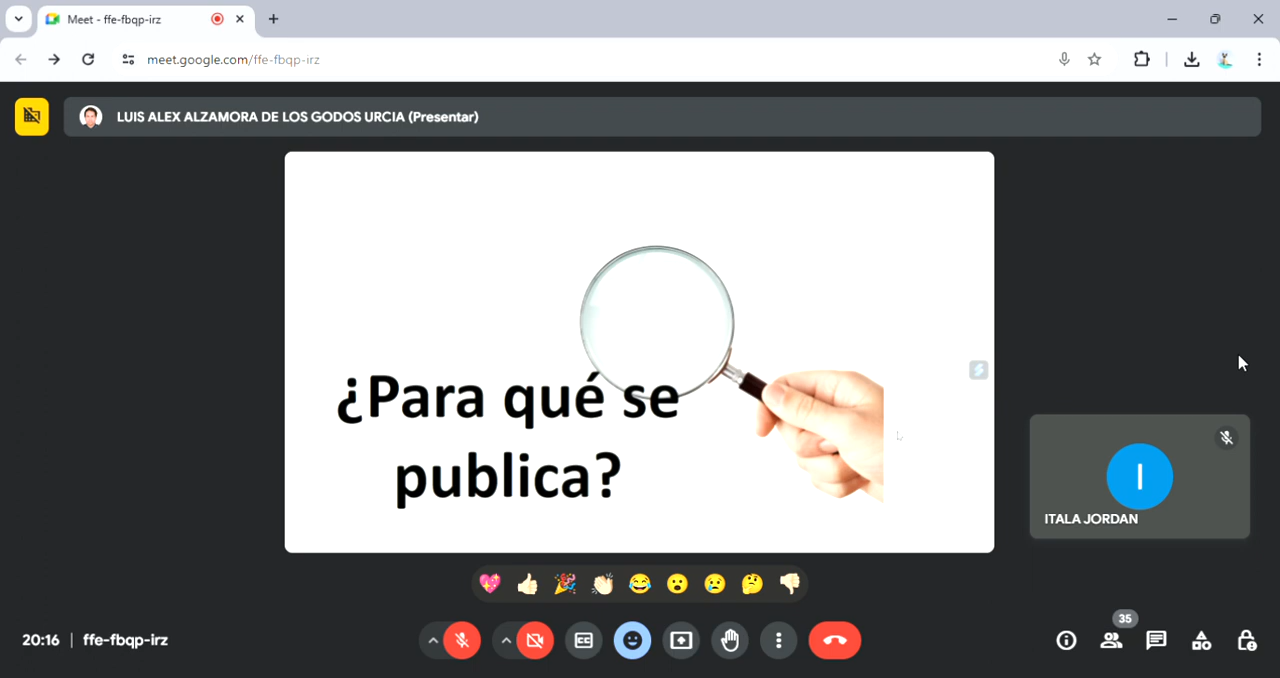 Meet - ffe-fbqp-irz
meet.google.com/ffe-fbqp-irz
LUIS ALEX ALZAMORA DE LOS GODOS URCIA (Presentar)
¿Para qué se
publica?
I
ITALA JORDAN
20:16 | ffe-fbqp-irz
CC
35